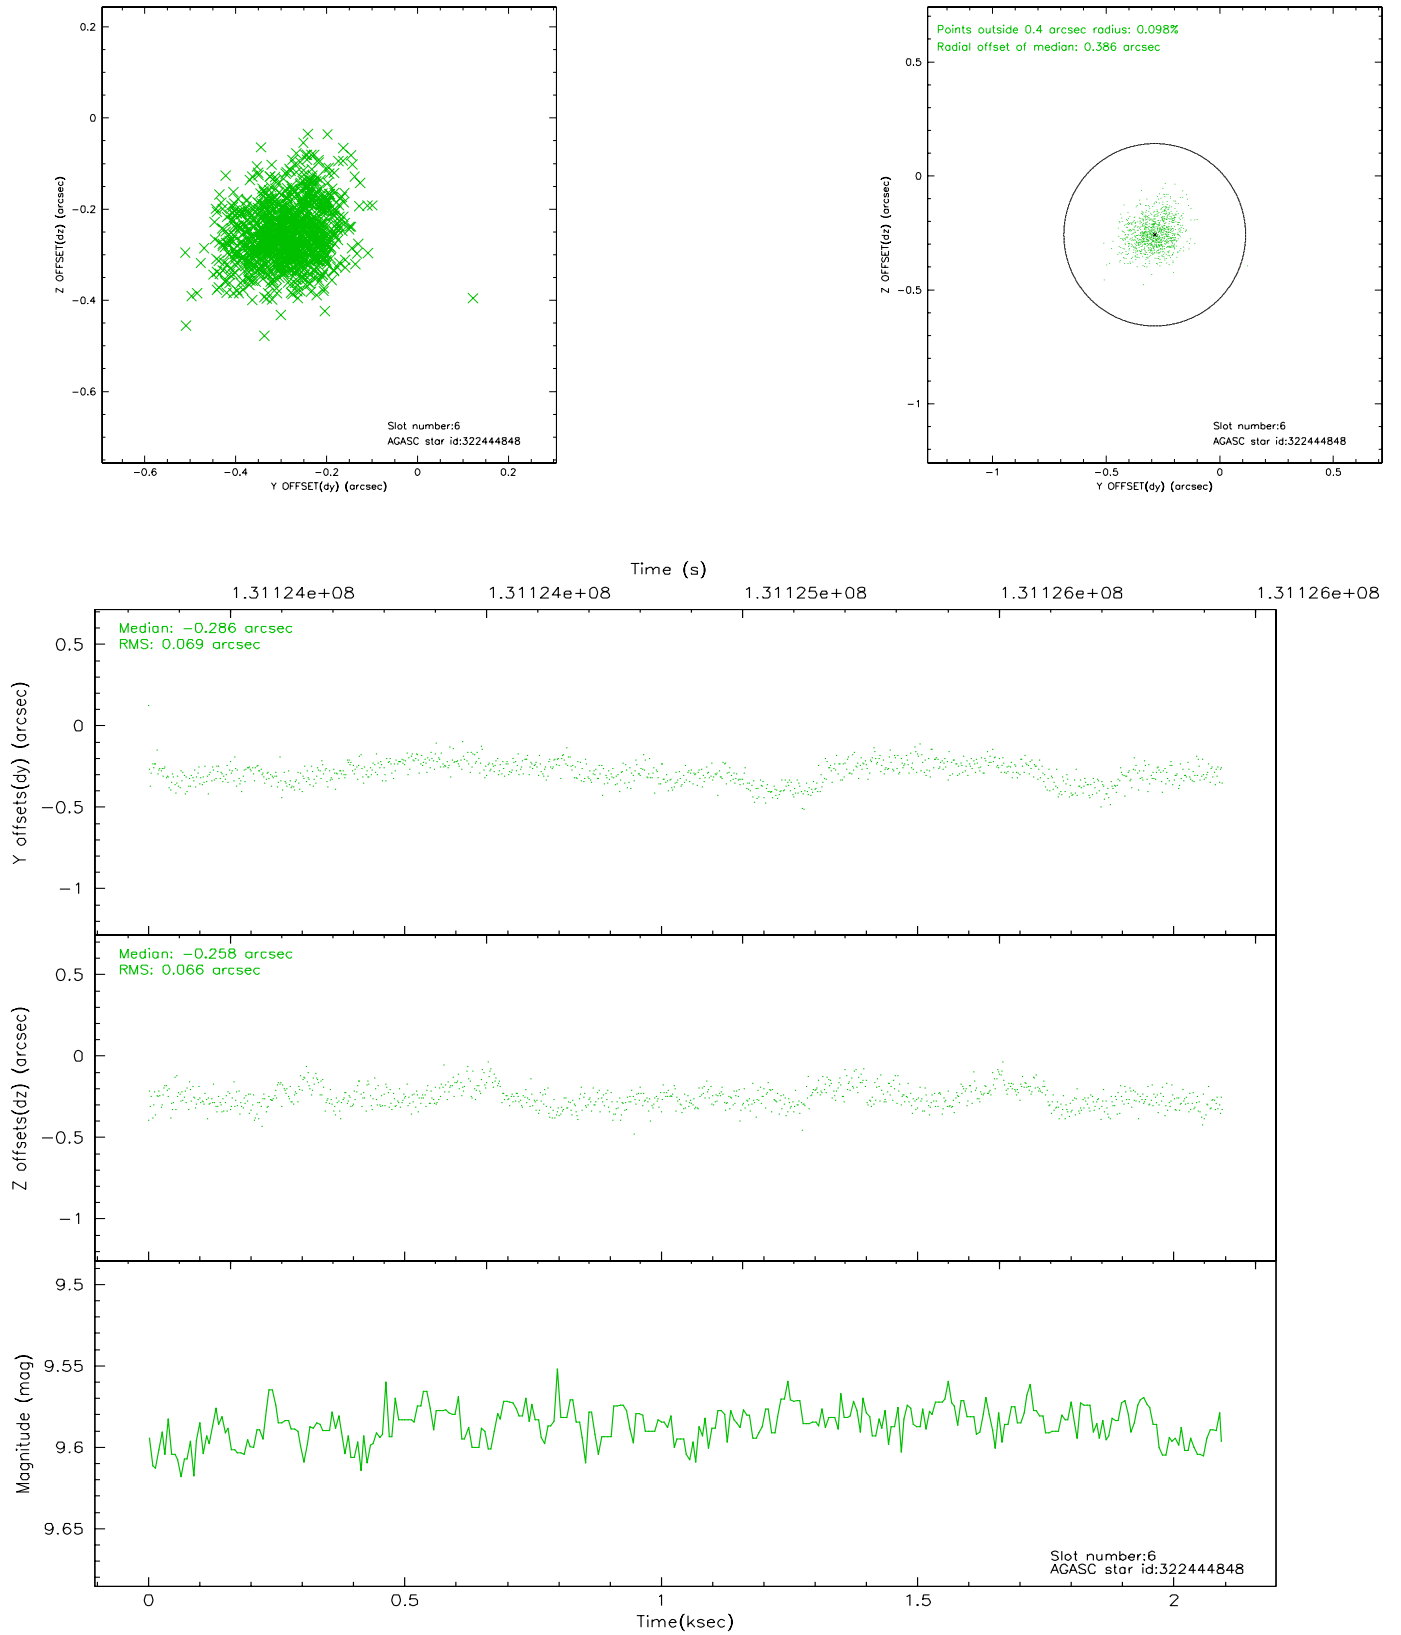 0.2
0
-0.2
-0.4
-0.6
Z OFFSET(dz) (arcsec)
Slot number:6
AGASC star id:322444848
-0.6 -0.4 -0.2 0 0.2
Y OFFSET(dy) (arcsec)
Points outside 0.4 arcsec radius: 0.098%
Radial offset of median: 0.386 arcsec
0.5
0
-0.5
-1
Z OFFSET(dz) (arcsec)
Slot number:6
AGASC star id:322444848
-1 -0.5 0 0.5
Y OFFSET(dy) (arcsec)
Time (s)
1.31124e+08 1.31124e+08 1.31125e+08 1.31126e+08 1.31126e+08
Median: -0.286 arcsec
RMS: 0.069 arcsec
0.5
0
-0.5
-1
Y offsets(dy) (arcsec)
Median: -0.258 arcsec
RMS: 0.066 arcsec
0.5
0
-0.5
-1
Z offsets(dz) (arcsec)
9.5
9.55
9.6
9.65
Magnitude (mag)
Slot number:6
AGASC star id:322444848
0 0.5 1 1.5 2
Time(ksec)